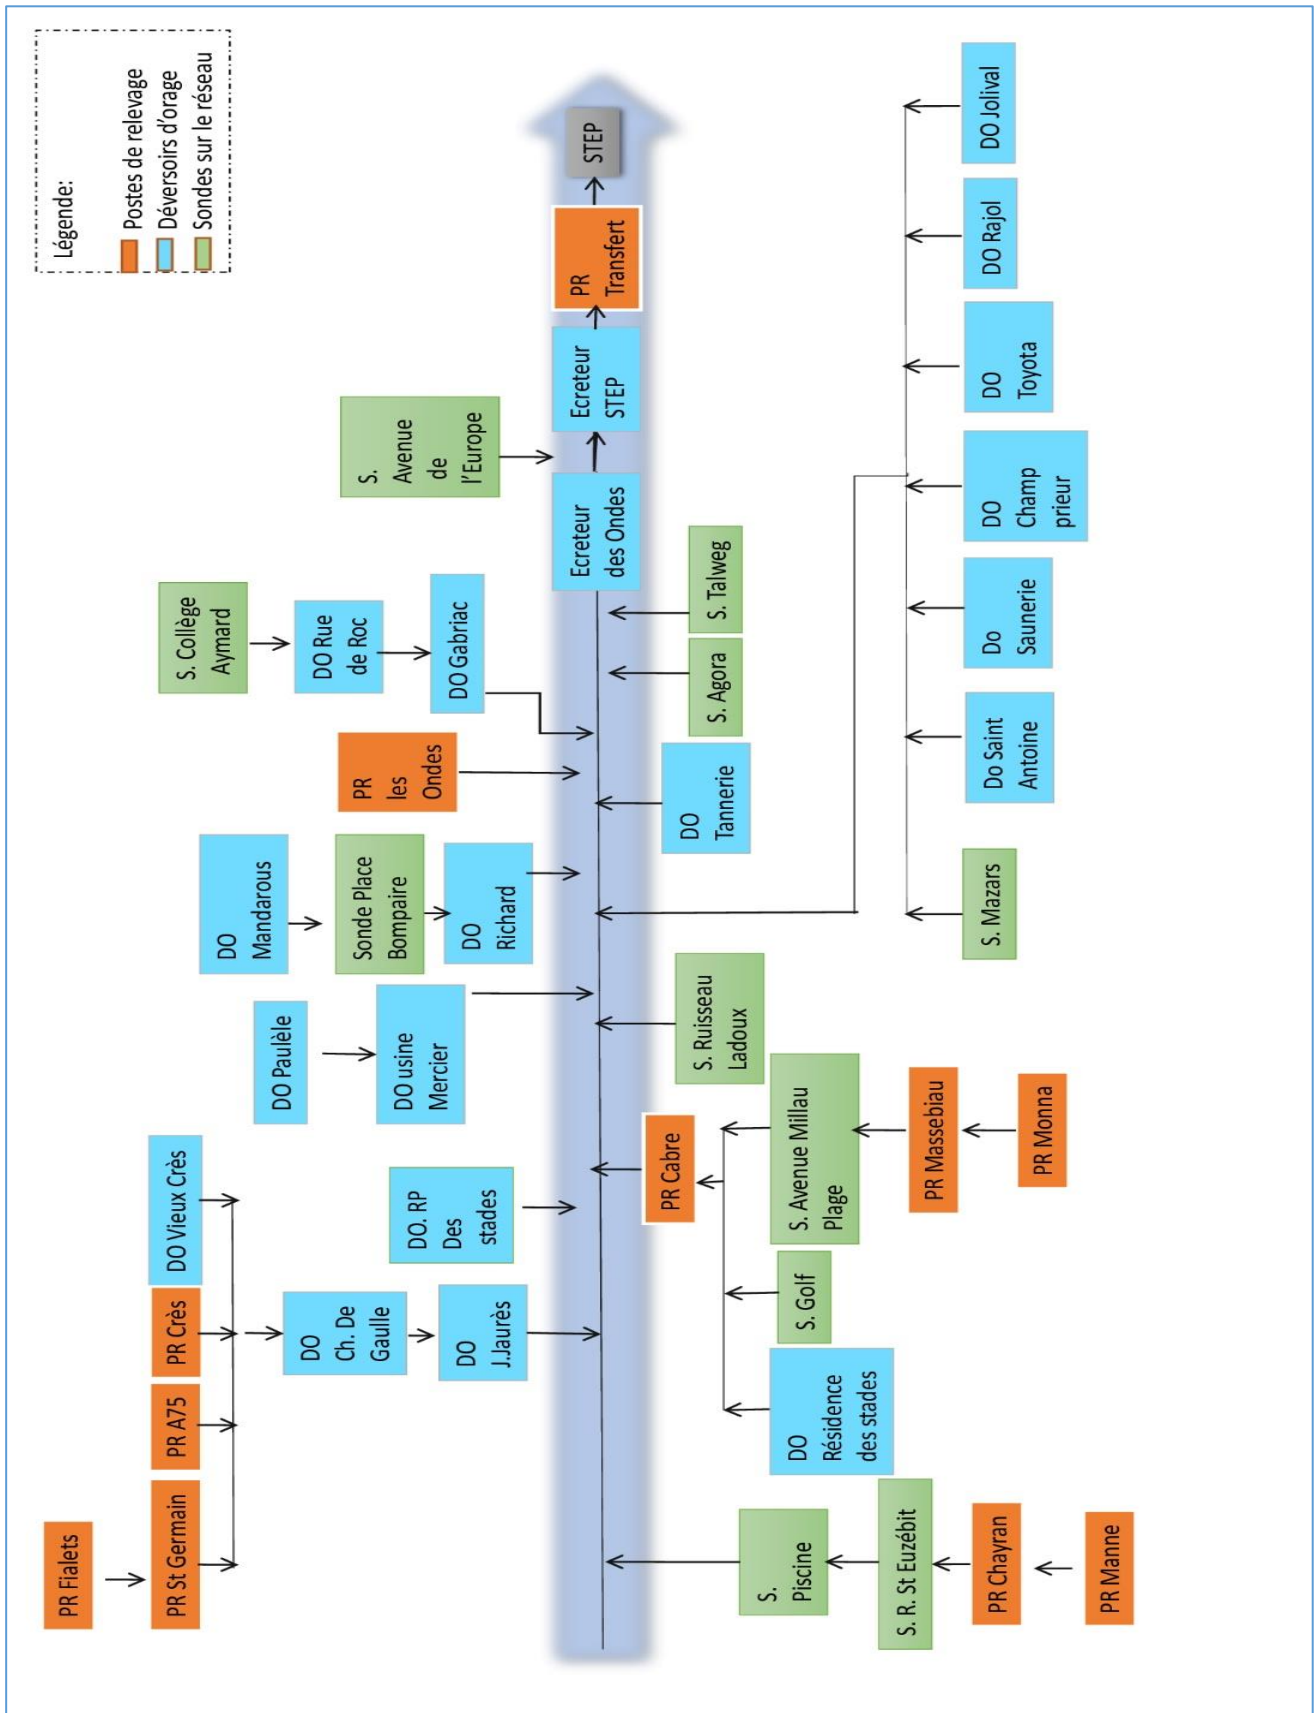 Légende:
Postes de relevage
Déversoirs d'orage
Sondes sur le réseau
PR Fialets
PR St Germain
PR A75
PR Crès
DO Vieux Crès
DO
Ch. De
Gaulle
DO
J.Jaurès
DO. RP
Des
stades
DO Paulèle
DO usine
Mercier
DO
Mandarous
Sonde Place
Bompaire
DO
Richard
PR
les
Ondes
S. Collège
Aymard
DO Rue
de Roc
DO Gabriac
S.
Avenue
de
l'Europe
Ecreteur
des Ondes
Ecreteur
STEP
PR
Transfert
STEP
S.
Piscine
S. R. St Euzébit
PR Chayran
PR Manne
PR Cabre
DO
Résidence
des stades
S. Golf
S. Avenue Millau
Plage
PR Massebiau
PR Monna
S. Ruisseau
Ladoux
DO
Tannerie
S. Agora
S. Talweg
S. Mazars
Do Saint
Antoine
Do
Saunerie
DO
Champ
prieur
DO
Toyota
DO Rajol
DO Jolival